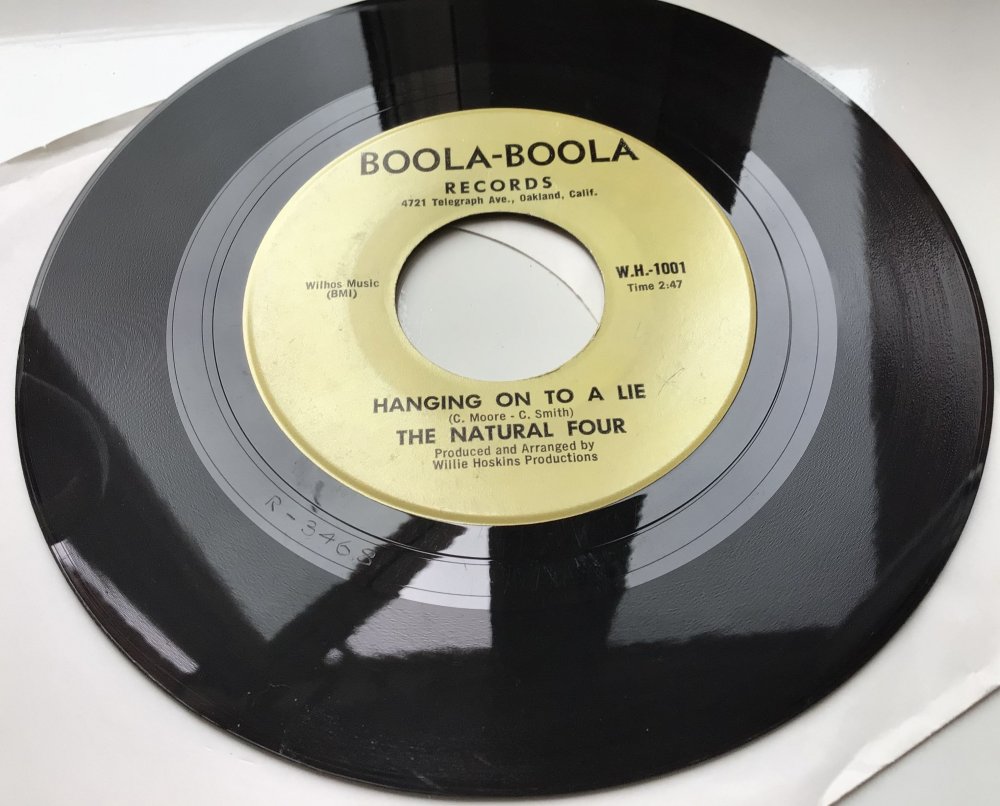 BOOLA-BOOLA
RECORDS
4721 Telegraph Ave., Oakland, Calif.
Wilhos Music
(BMI)
W.H.-1001
Time 2:47
HANGING ON TO A LIE
(C. Moore - C. Smith)
THE NATURAL FOUR
Produced and Arranged by
Willie Hoskins Productions
R-3468